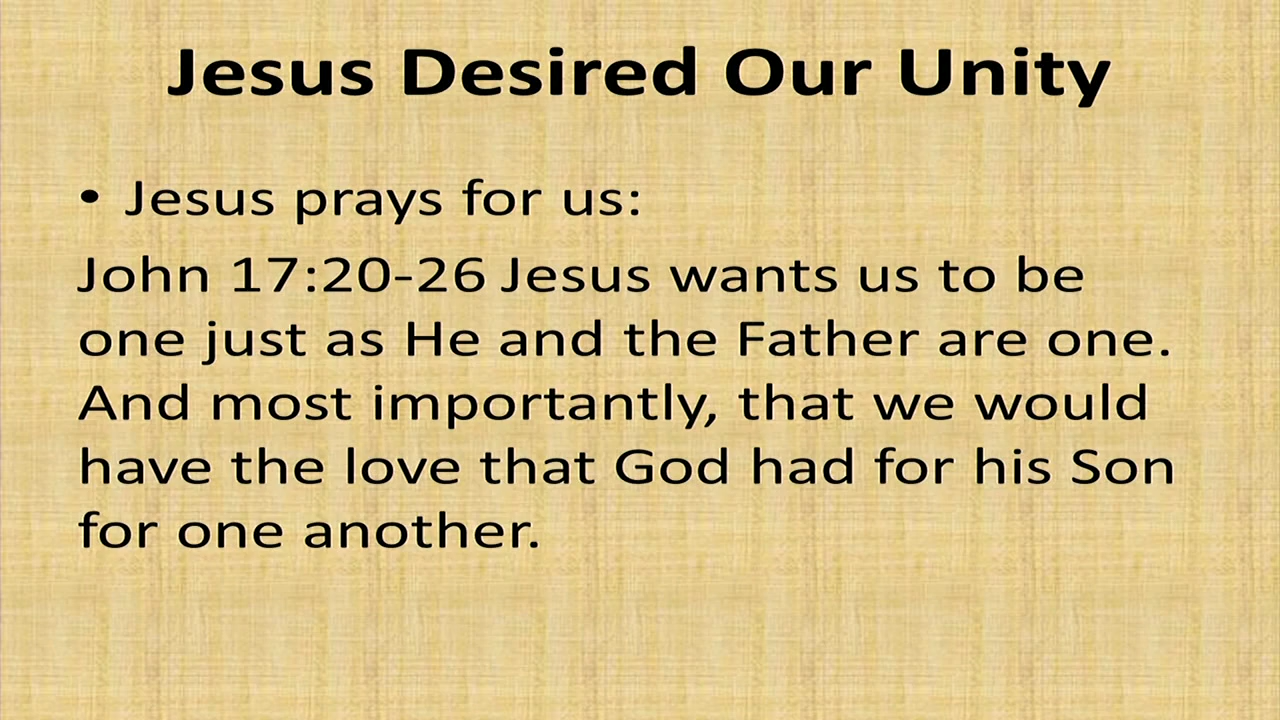 Jesus Desired Our Unity
• Jesus prays for us:
John 17:20-26 Jesus wants us to be
one just as He and the Father are one.
And most importantly, that we would
have the love that God had for his Son
for one another.